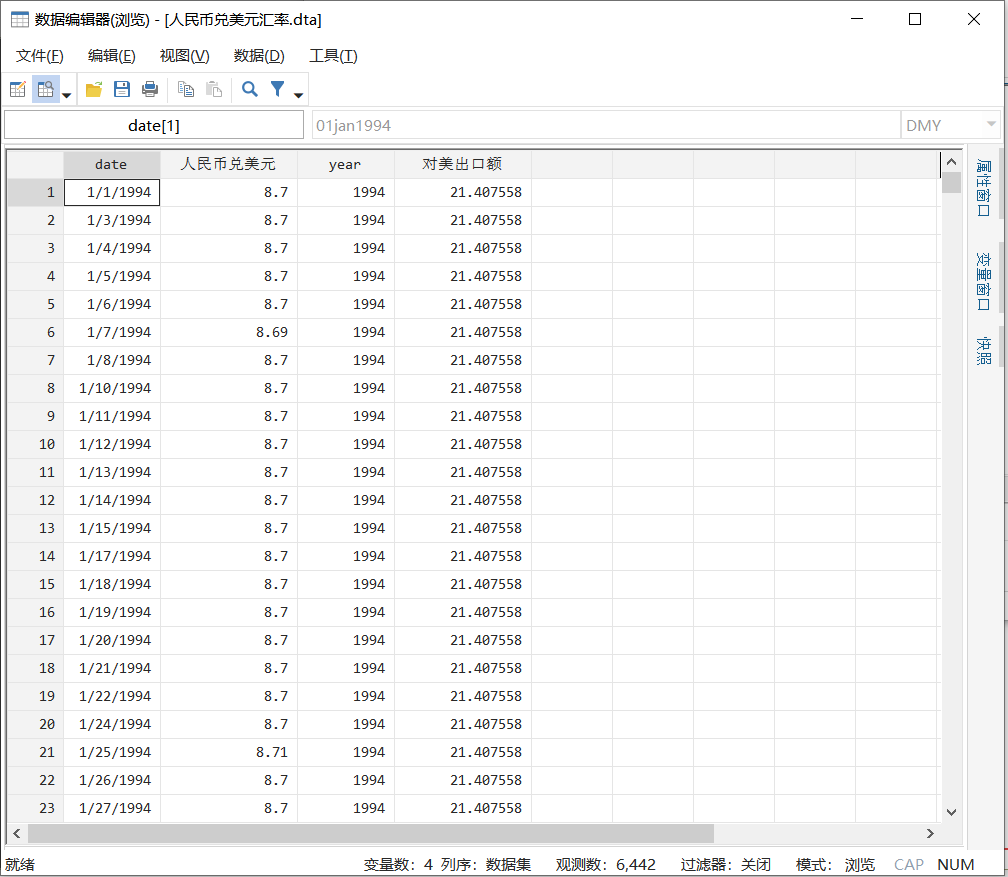 数据编辑器(浏览) - [人民币兑美元汇率.dta]
文件(F) 编辑(E) 视图(V) 数据(D) 工具(T)
date[1] 01jan1994 DMY
date 人民币兑美元 year 对美出口额
1 1/1/1994 8.7 1994 21.407558
2 1/3/1994 8.7 1994 21.407558
3 1/4/1994 8.7 1994 21.407558
4 1/5/1994 8.7 1994 21.407558
5 1/6/1994 8.7 1994 21.407558
6 1/7/1994 8.69 1994 21.407558
7 1/8/1994 8.7 1994 21.407558
8 1/10/1994 8.7 1994 21.407558
9 1/11/1994 8.7 1994 21.407558
10 1/12/1994 8.7 1994 21.407558
11 1/13/1994 8.7 1994 21.407558
12 1/14/1994 8.7 1994 21.407558
13 1/15/1994 8.7 1994 21.407558
14 1/17/1994 8.7 1994 21.407558
15 1/18/1994 8.7 1994 21.407558
16 1/19/1994 8.7 1994 21.407558
17 1/20/1994 8.7 1994 21.407558
18 1/21/1994 8.7 1994 21.407558
19 1/22/1994 8.7 1994 21.407558
20 1/24/1994 8.7 1994 21.407558
21 1/25/1994 8.71 1994 21.407558
22 1/26/1994 8.7 1994 21.407558
23 1/27/1994 8.7 1994 21.407558
属性窗口
变量窗口
快照
就绪 变量数：4 列序：数据集 观测数：6,442 过滤器：关闭 模式：浏览 CAP NUM